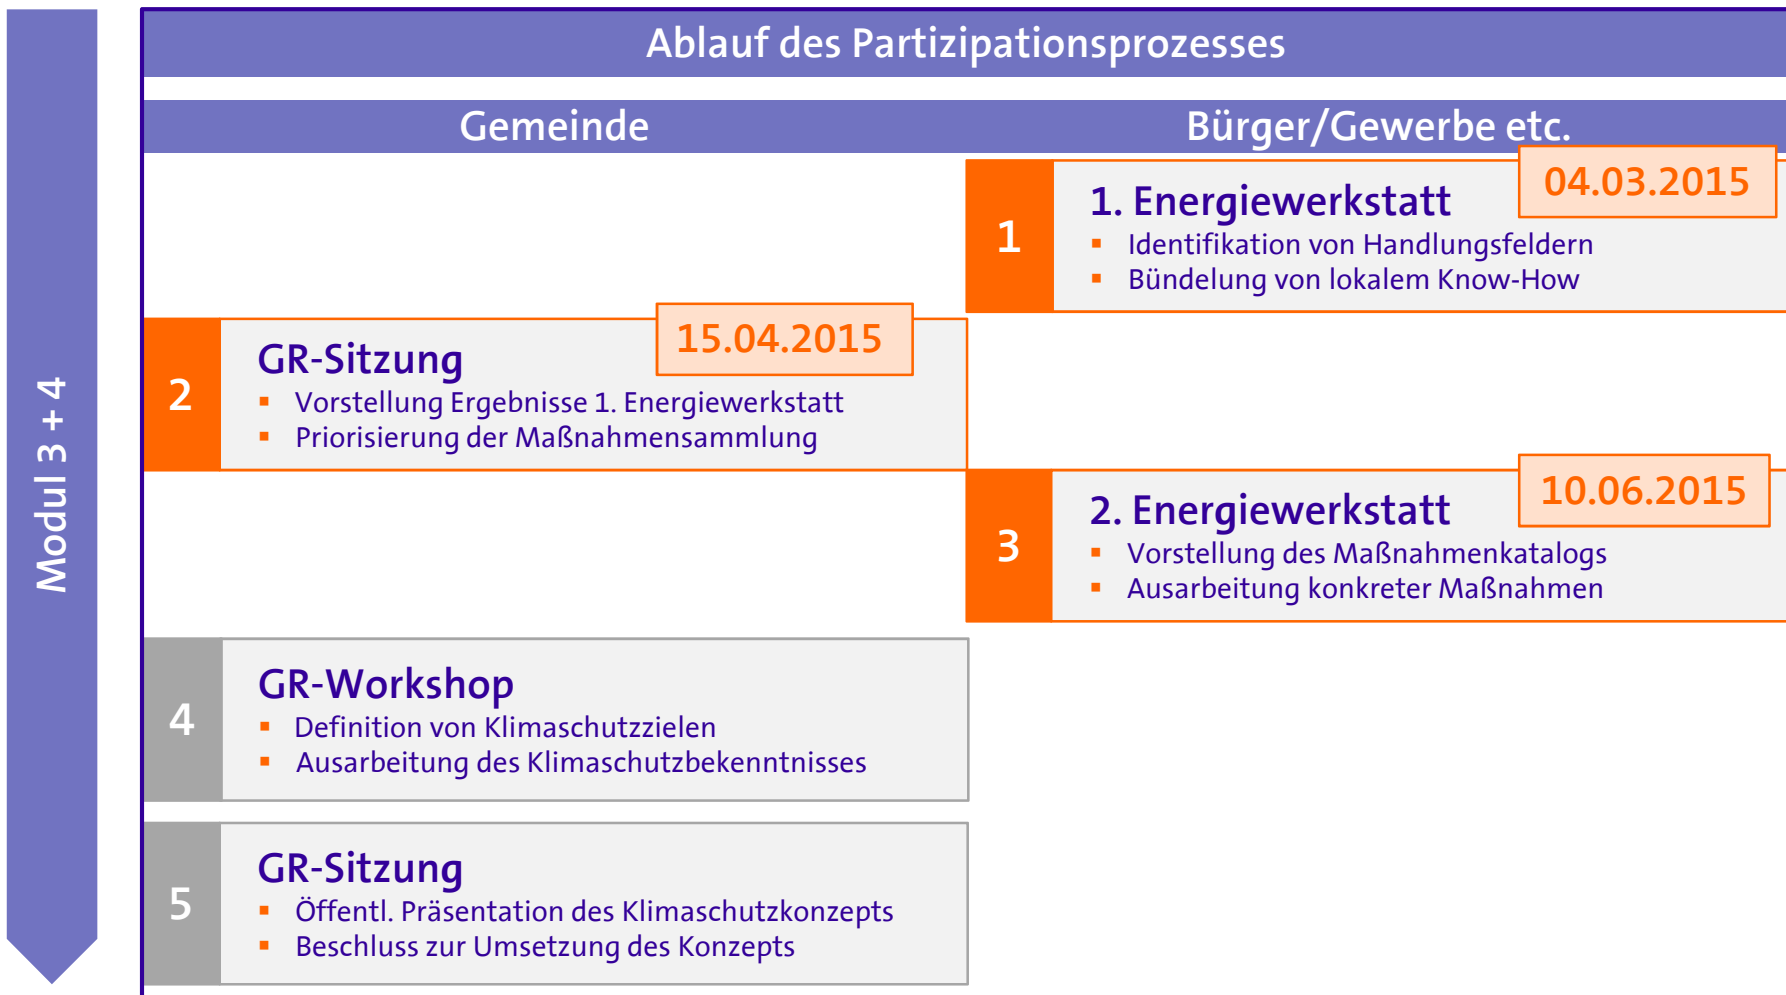 Modul 3 + 4
Ablauf des Partizipationsprozesses
Gemeinde
Bürger/Gewerbe etc.
1
1. Energiewerkstatt
04.03.2015
▪ Identifikation von Handlungsfeldern
▪ Bündelung von lokalem Know-How
2
GR-Sitzung
15.04.2015
▪ Vorstellung Ergebnisse 1. Energiewerkstatt
▪ Priorisierung der Maßnahmensammlung
3
2. Energiewerkstatt
10.06.2015
▪ Vorstellung des Maßnahmenkatalogs
▪ Ausarbeitung konkreter Maßnahmen
4
GR-Workshop
▪ Definition von Klimaschutzzielen
▪ Ausarbeitung des Klimaschutzbekenntnisses
5
GR-Sitzung
▪ Öffentl. Präsentation des Klimaschutzkonzepts
▪ Beschluss zur Umsetzung des Konzepts